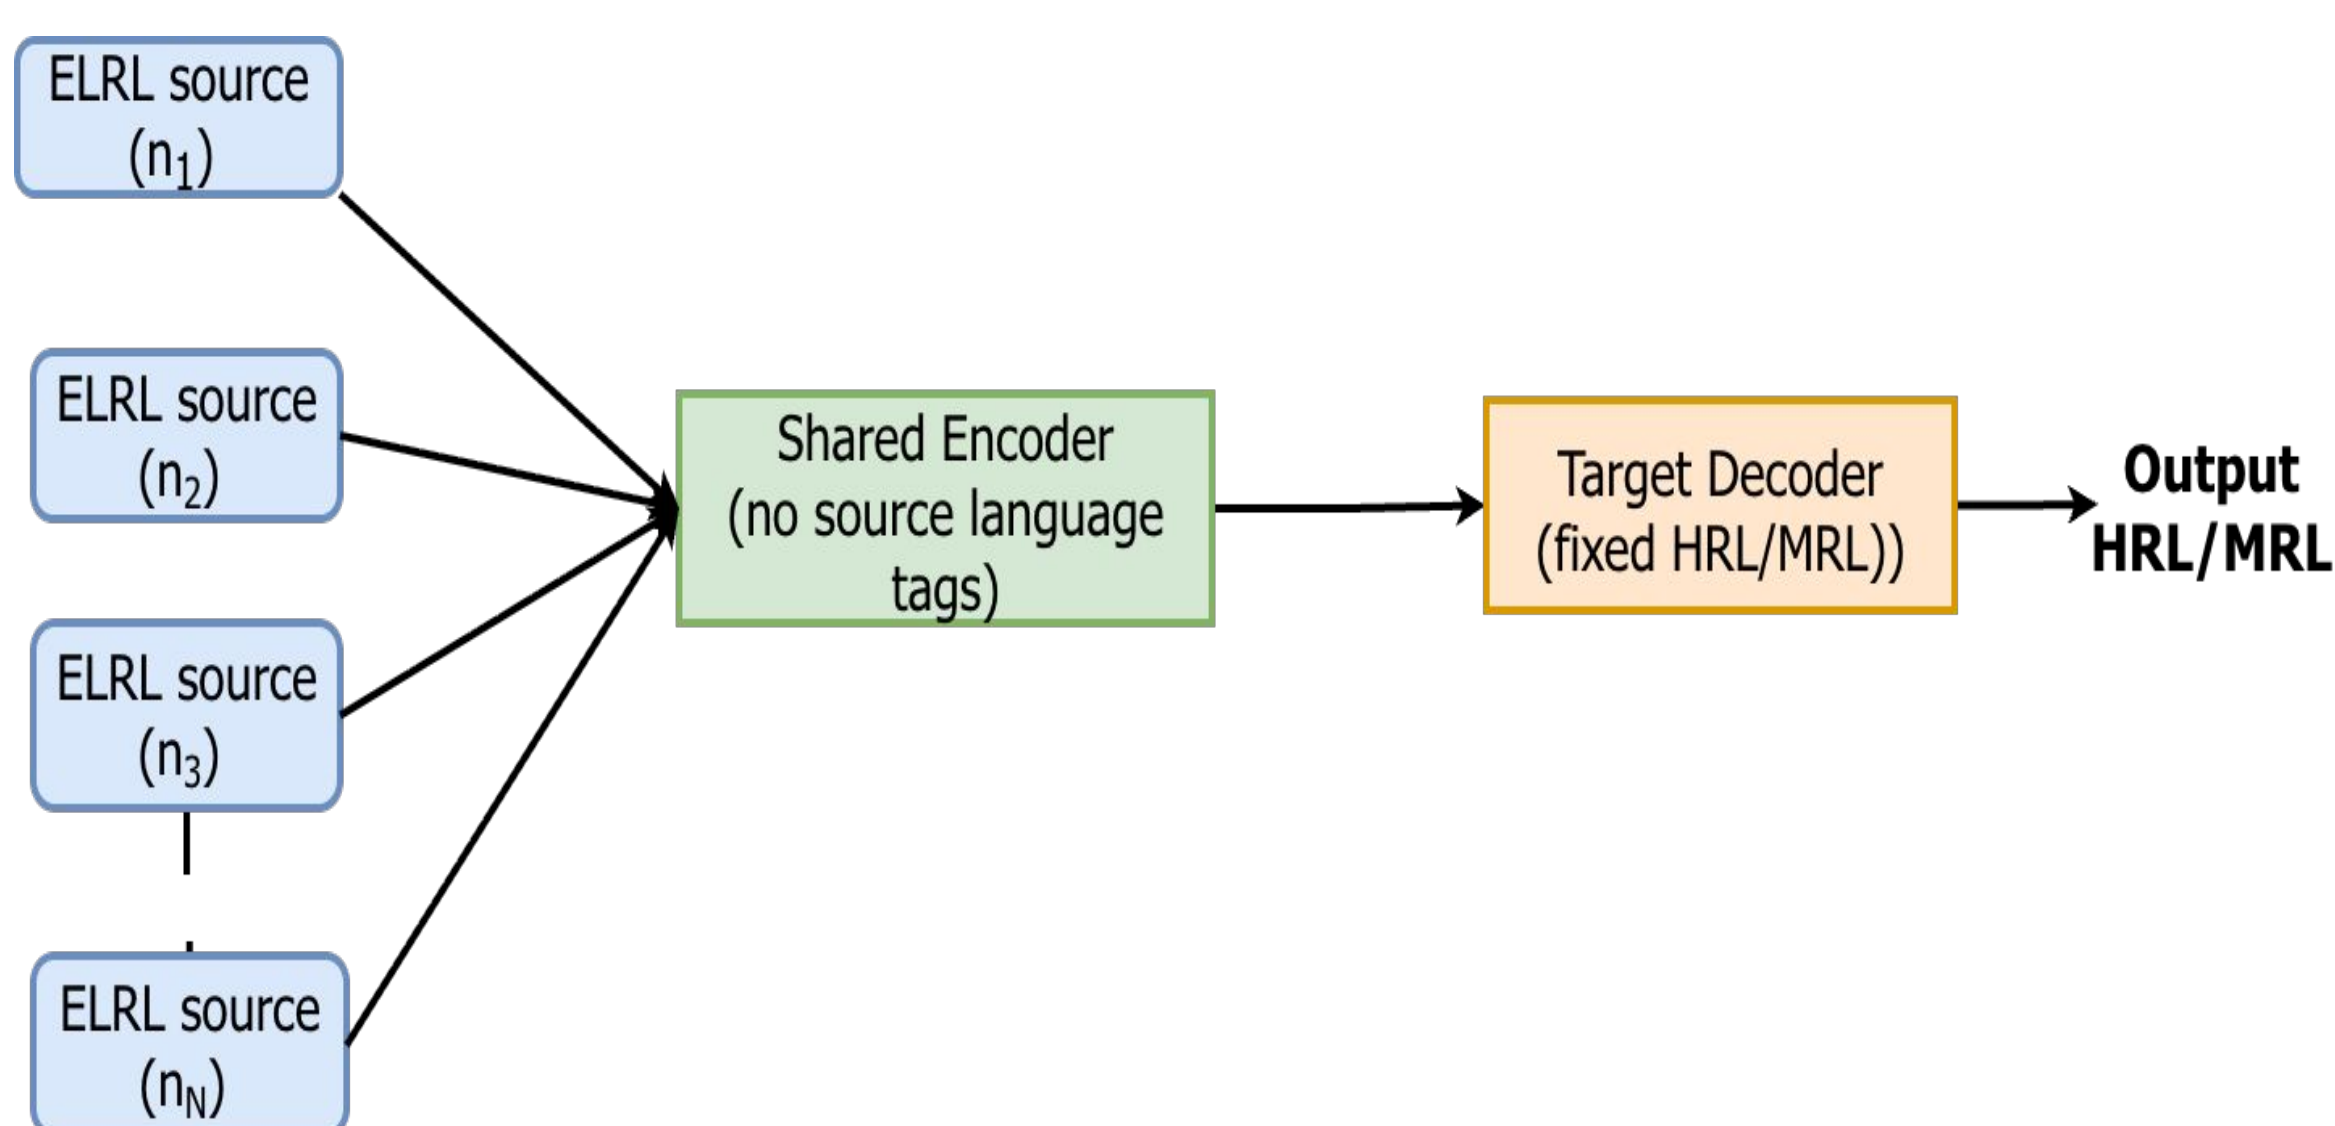 ELRL source
(n₁)
ELRL source
(n₂)
ELRL source
(n₃)
ELRL source
(n_N)
Shared Encoder
(no source language
tags)
Target Decoder
(fixed HRL/MRL))
Output
HRL/MRL